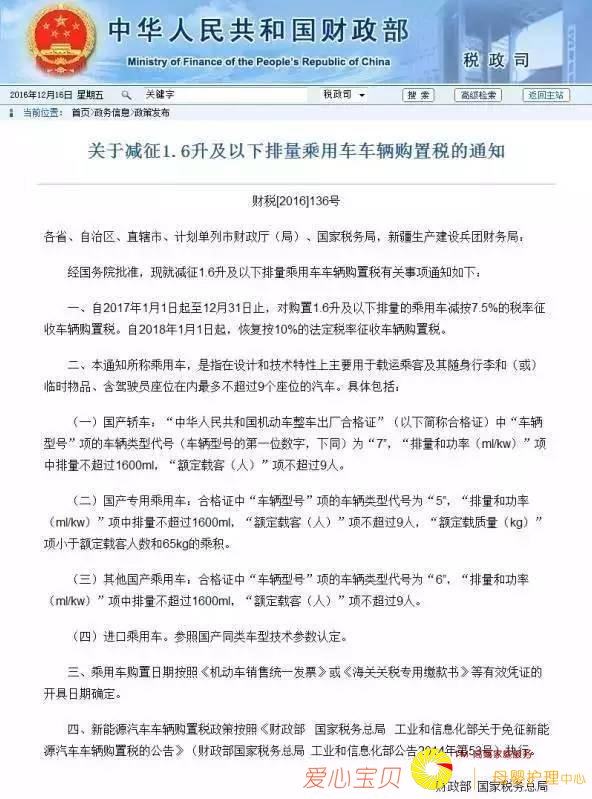 中华人民共和国财政部
Ministry of Finance of the People's Republic of China
税政司
2016年12月16日 星期五
关键字
税政司
搜 索
高级检索
返回主站
当前位置：首页>政务信息>政策发布
关于减征1.6升及以下排量乘用车车辆购置税的通知
财税[2016]136号
各省、自治区、直辖市、计划单列市财政厅（局）、国家税务局，新疆生产建设兵团财务局：
经国务院批准，现就减征1.6升及以下排量乘用车车辆购置税有关事项通知如下：
一、自2017年1月1日起至12月31日止，对购置1.6升及以下排量的乘用车减按7.5%的税率征
收车辆购置税。自2018年1月1日起，恢复按10%的法定税率征收车辆购置税。
二、本通知所称乘用车，是指在设计和技术特性上主要用于载运乘客及其随身行李和（或）
临时物品、含驾驶员座位在内最多不超过9个座位的汽车。具体包括：
（一）国产轿车：“中华人民共和国机动车整车出厂合格证”（以下简称合格证）中“车辆
型号”项的车辆类型代号（车辆型号的第一位数字，下同）为“7”，“排量和功率（ml/kw）”项
中排量不超过1600ml，“额定载客（人）”项不超过9人。
（二）国产专用乘用车：合格证中“车辆型号”项的车辆类型代号为“5”，“排量和功率
（ml/kw）”项中排量不超过1600ml，“额定载客（人）”项不超过9人，“额定载质量（kg）”
项小于额定载客人数和65kg的乘积。
（三）其他国产乘用车：合格证中“车辆型号”项的车辆类型代号为“6”，“排量和功率
（ml/kw）”项中排量不超过1600ml，“额定载客（人）”项不超过9人。
（四）进口乘用车。参照国产同类车型技术参数认定。
三、乘用车购置日期按照《机动车销售统一发票》或《海关关税专用缴款书》等有效凭证的
开具日期确定。
四、新能源汽车车辆购置税政策按照《财政部 国家税务总局 工业和信息化部关于免征新能
源汽车车辆购置税的公告》（财政部国家税务总局 工业和信息化部公告2014年第53号）执行。
爱心宝贝
母婴护理中心
财政部 国家税务总局